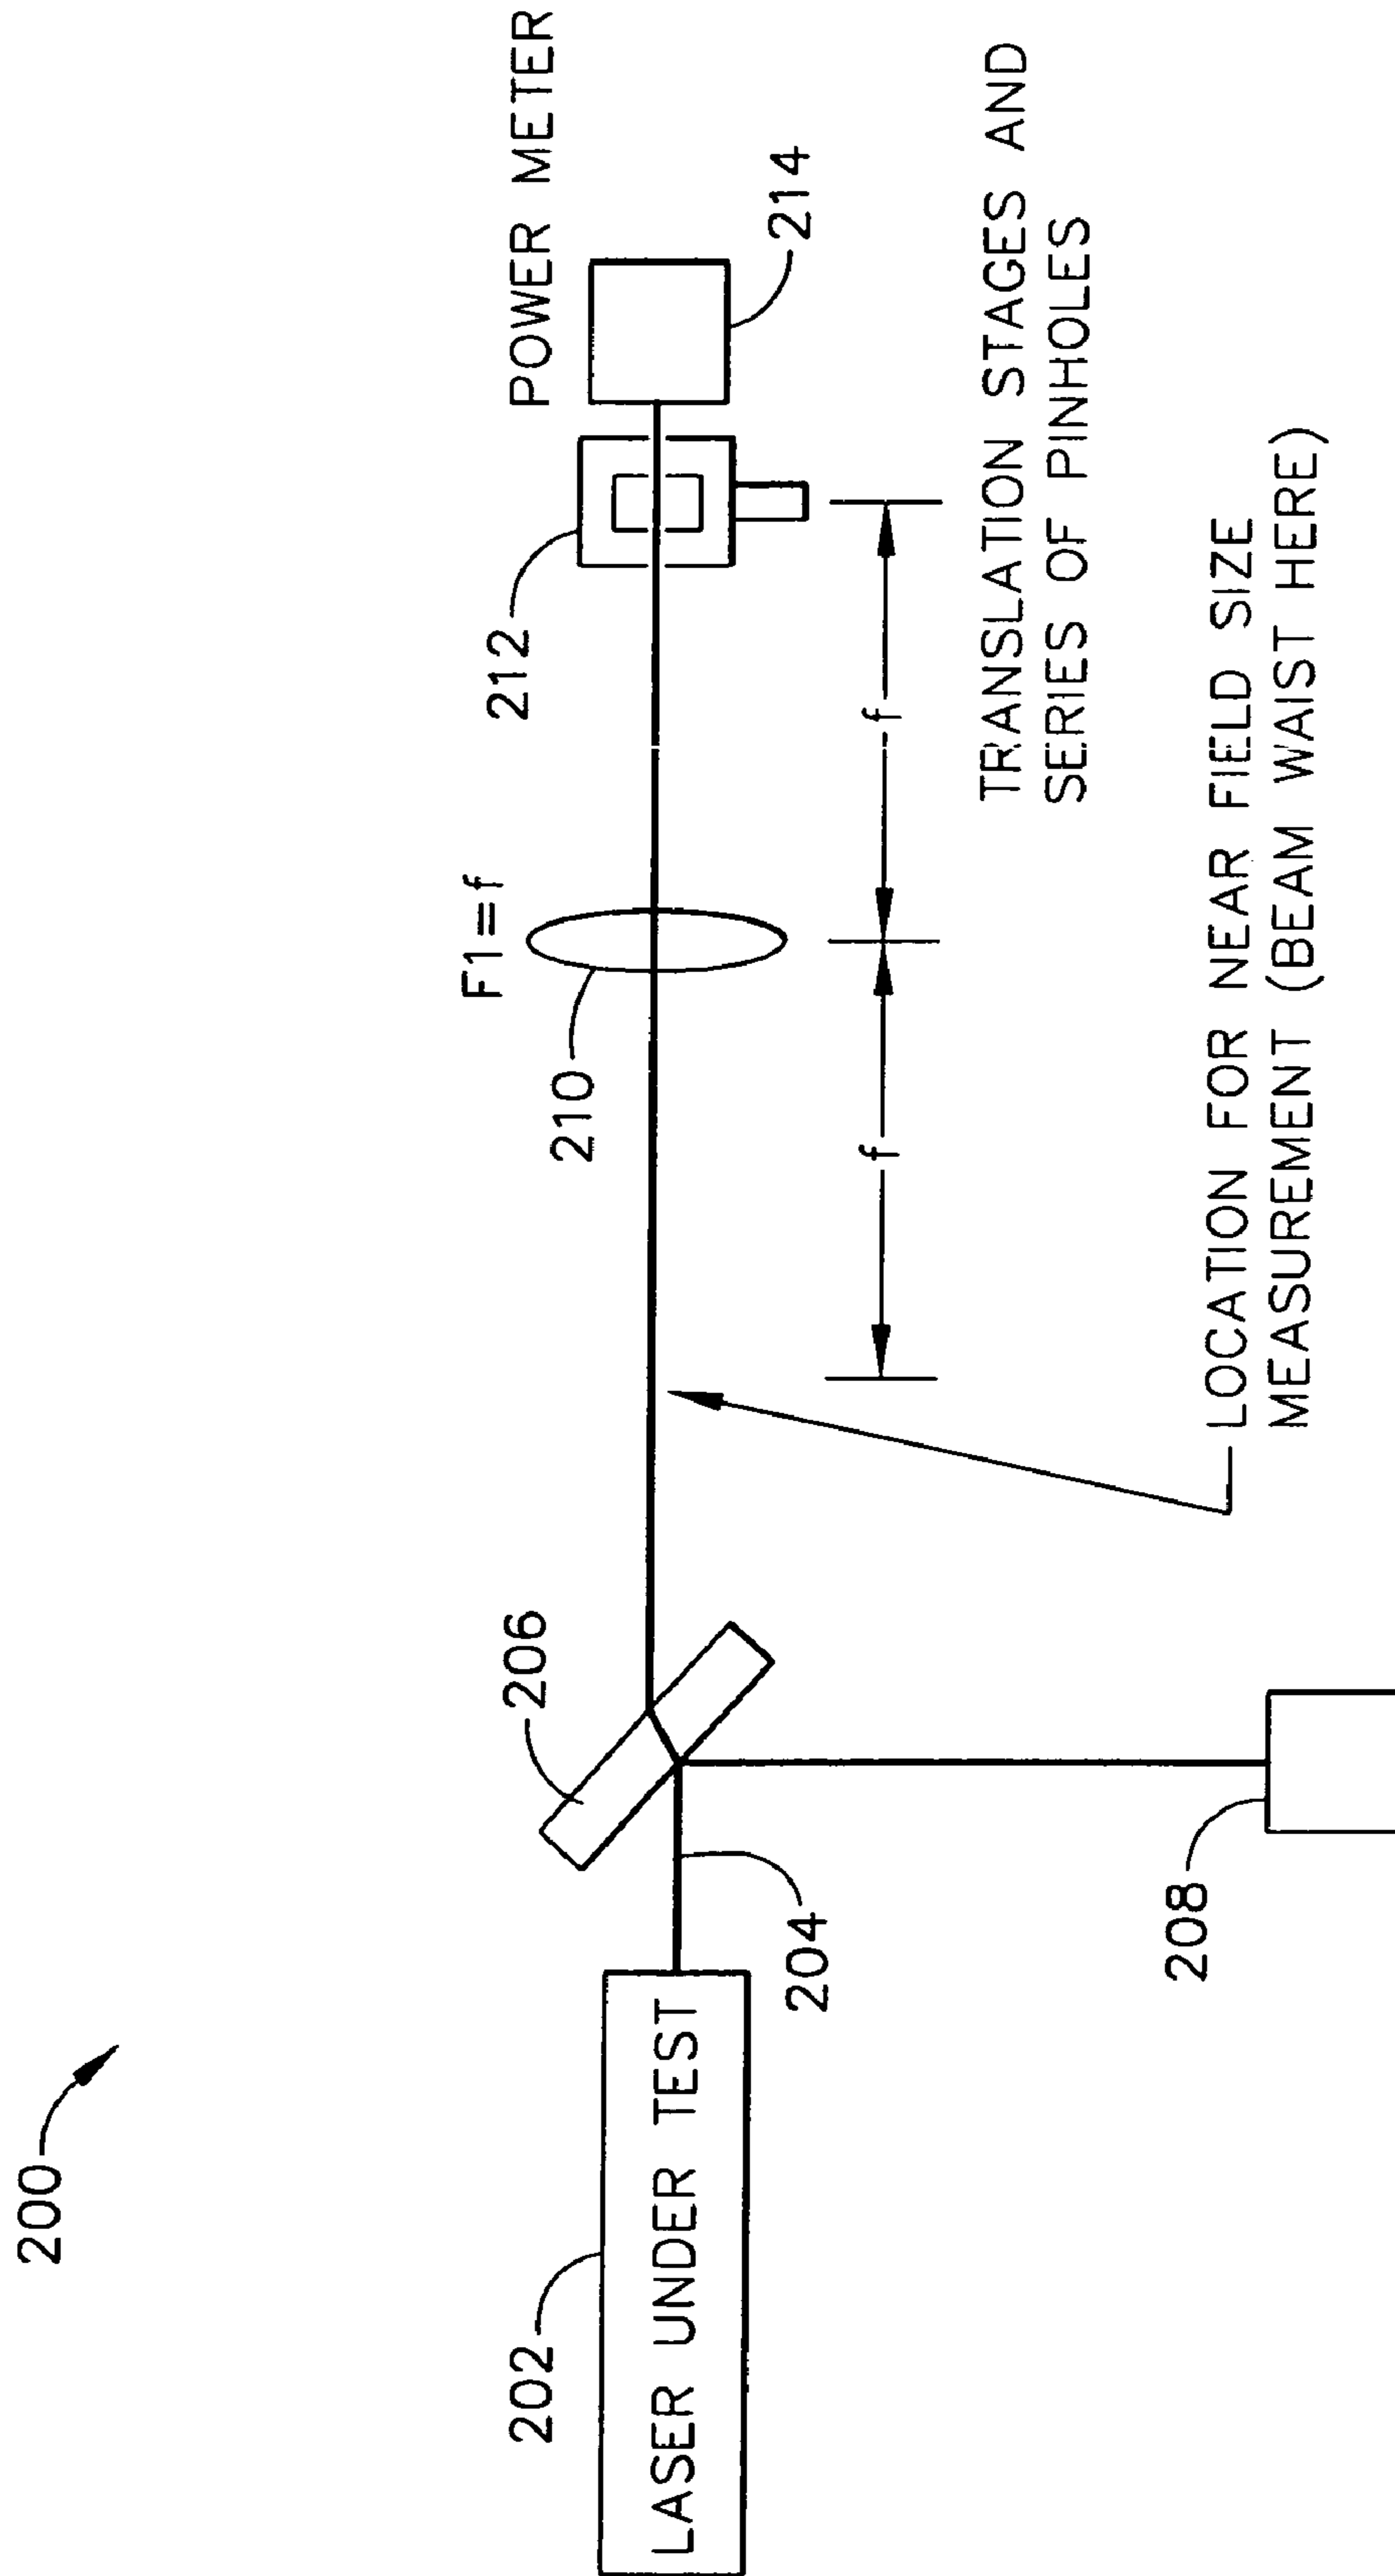 200
202
LASER UNDER TEST
204
206
208
F1=f
210
212
POWER METER
214
f
f
TRANSLATION STAGES AND
SERIES OF PINHOLES
LOCATION FOR NEAR FIELD SIZE
MEASUREMENT (BEAM WAIST HERE)